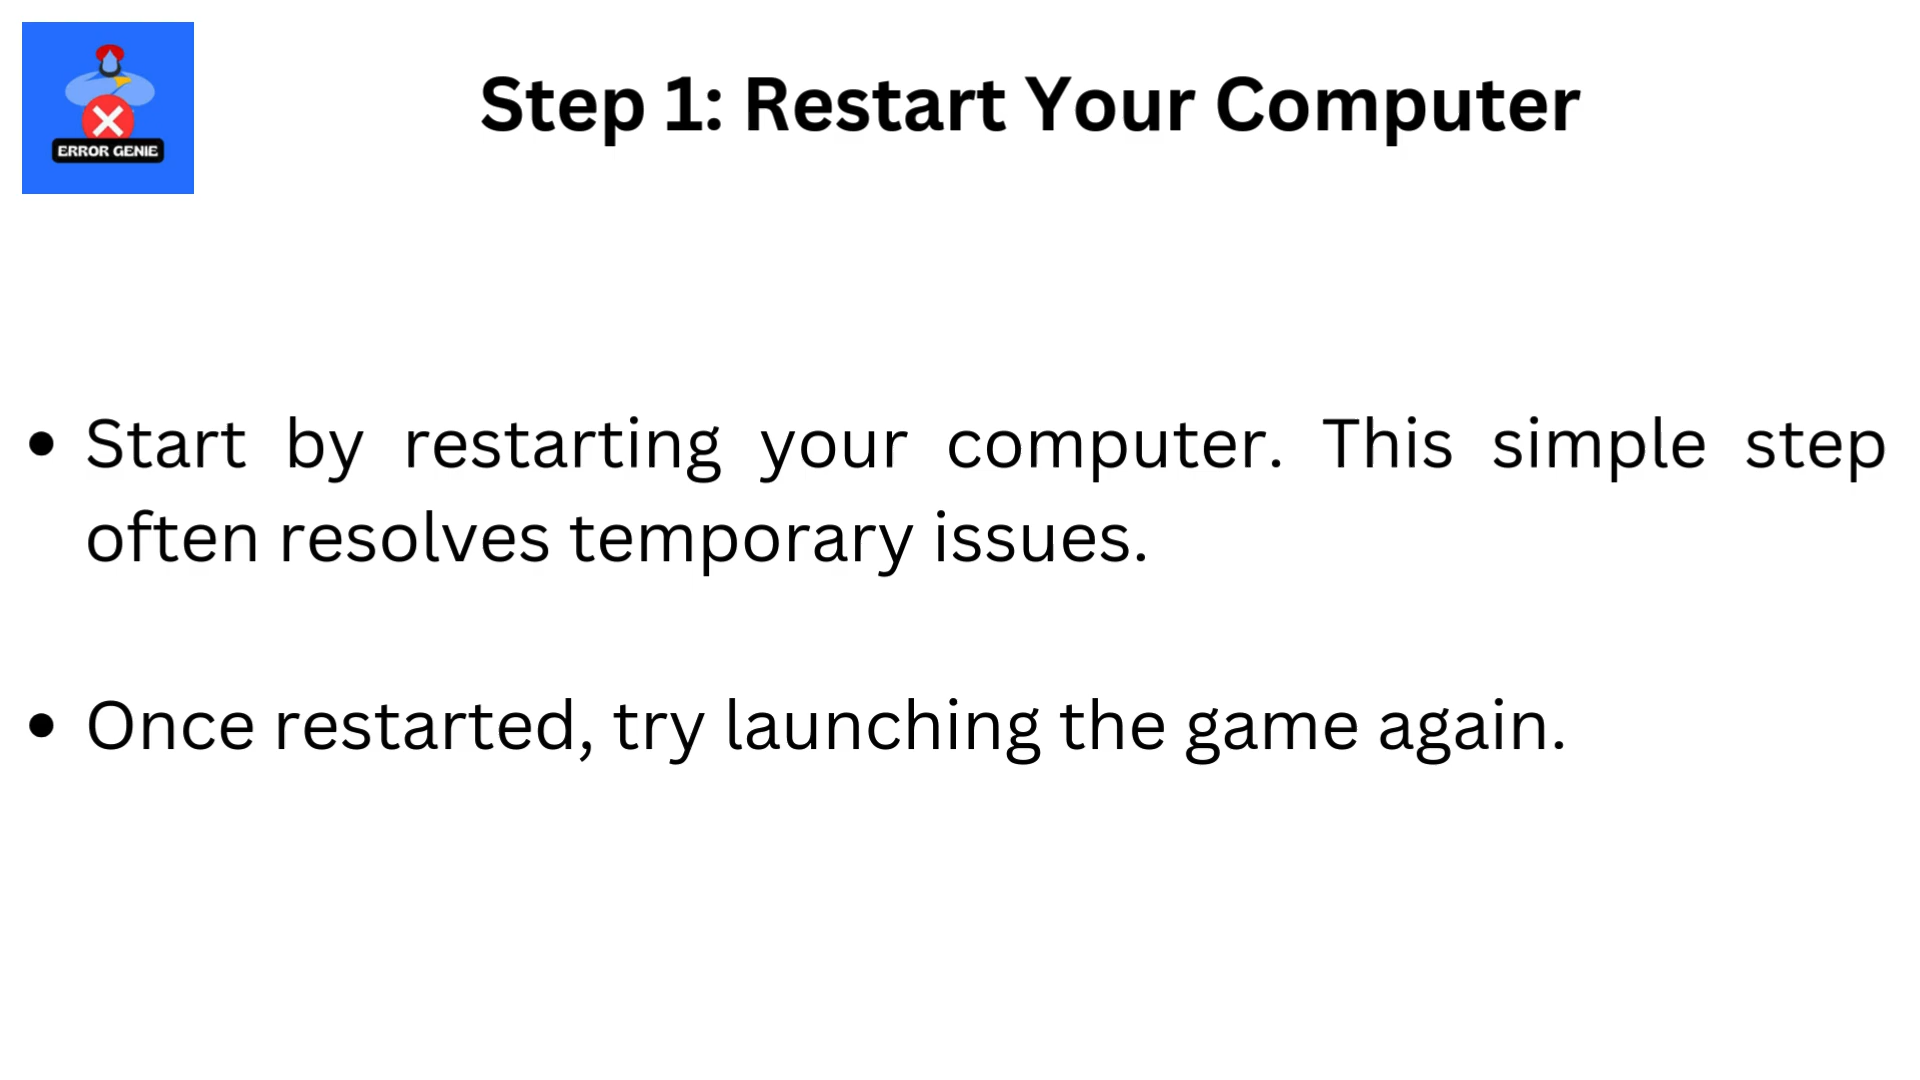 ERROR GENIE
Step 1: Restart Your Computer
• Start by restarting your computer. This simple step
often resolves temporary issues.
• Once restarted, try launching the game again.